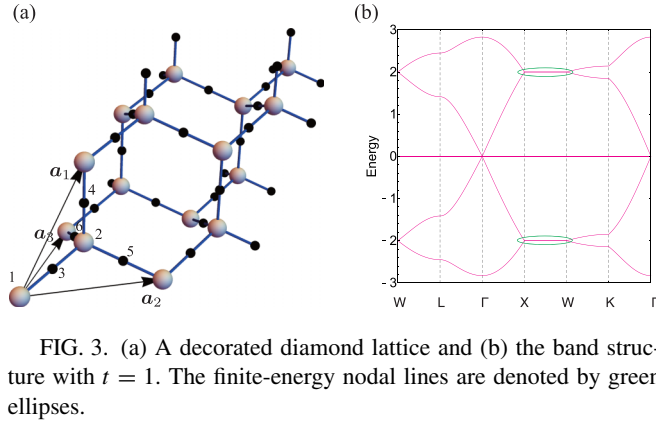 (a)
(b)
a1
4
a3
6
2
1
3
5
a2
Energy
3
2
1
0
- 1
- 2
- 3
W L Γ X W K Γ
FIG. 3. (a) A decorated diamond lattice and (b) the band struc-
ture with t = 1. The finite-energy nodal lines are denoted by green
ellipses.